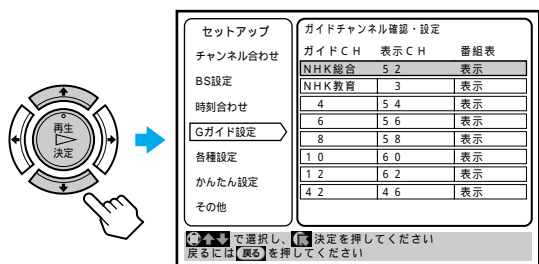 再生
決定
セットアップ
チャンネル合わせ
BS設定
時刻合わせ
Gガイド設定
各種設定
かんたん設定
その他
ガイドチャンネル確認・設定
ガイドCH 表示CH 番組表
NHK総合 52 表示
NHK教育 3 表示
4 54 表示
6 56 表示
8 58 表示
10 60 表示
12 62 表示
42 46 表示
で選択し、決定を押してください
戻るには 戻る を押してください